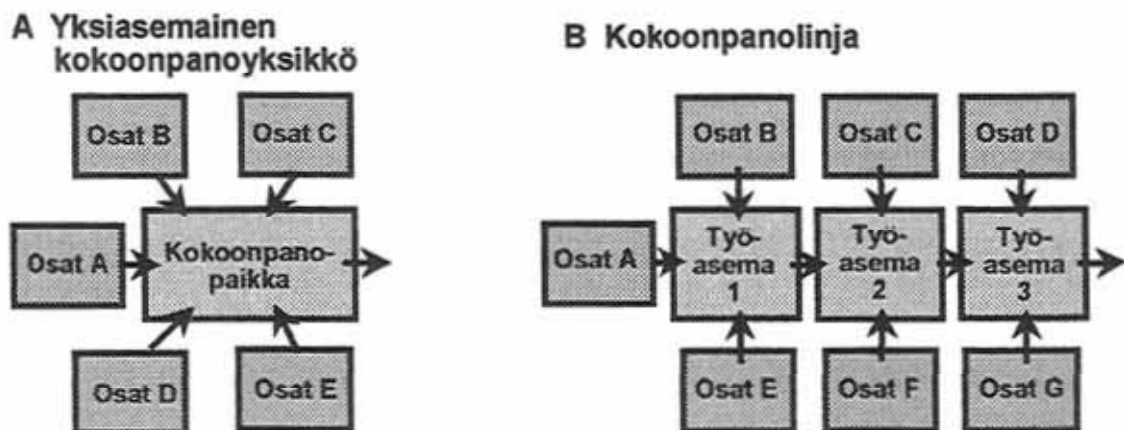 A Yksiasemainen
kokoonpanoyksikkö
B Kokoonpanolinja
Osat B
Osat C
Osat A
Kokoonpano-
paikka
Osat D
Osat E
Osat B
Osat C
Osat D
Osat A
Työ-
asema
1
Työ-
asema
2
Työ-
asema
3
Osat E
Osat F
Osat G